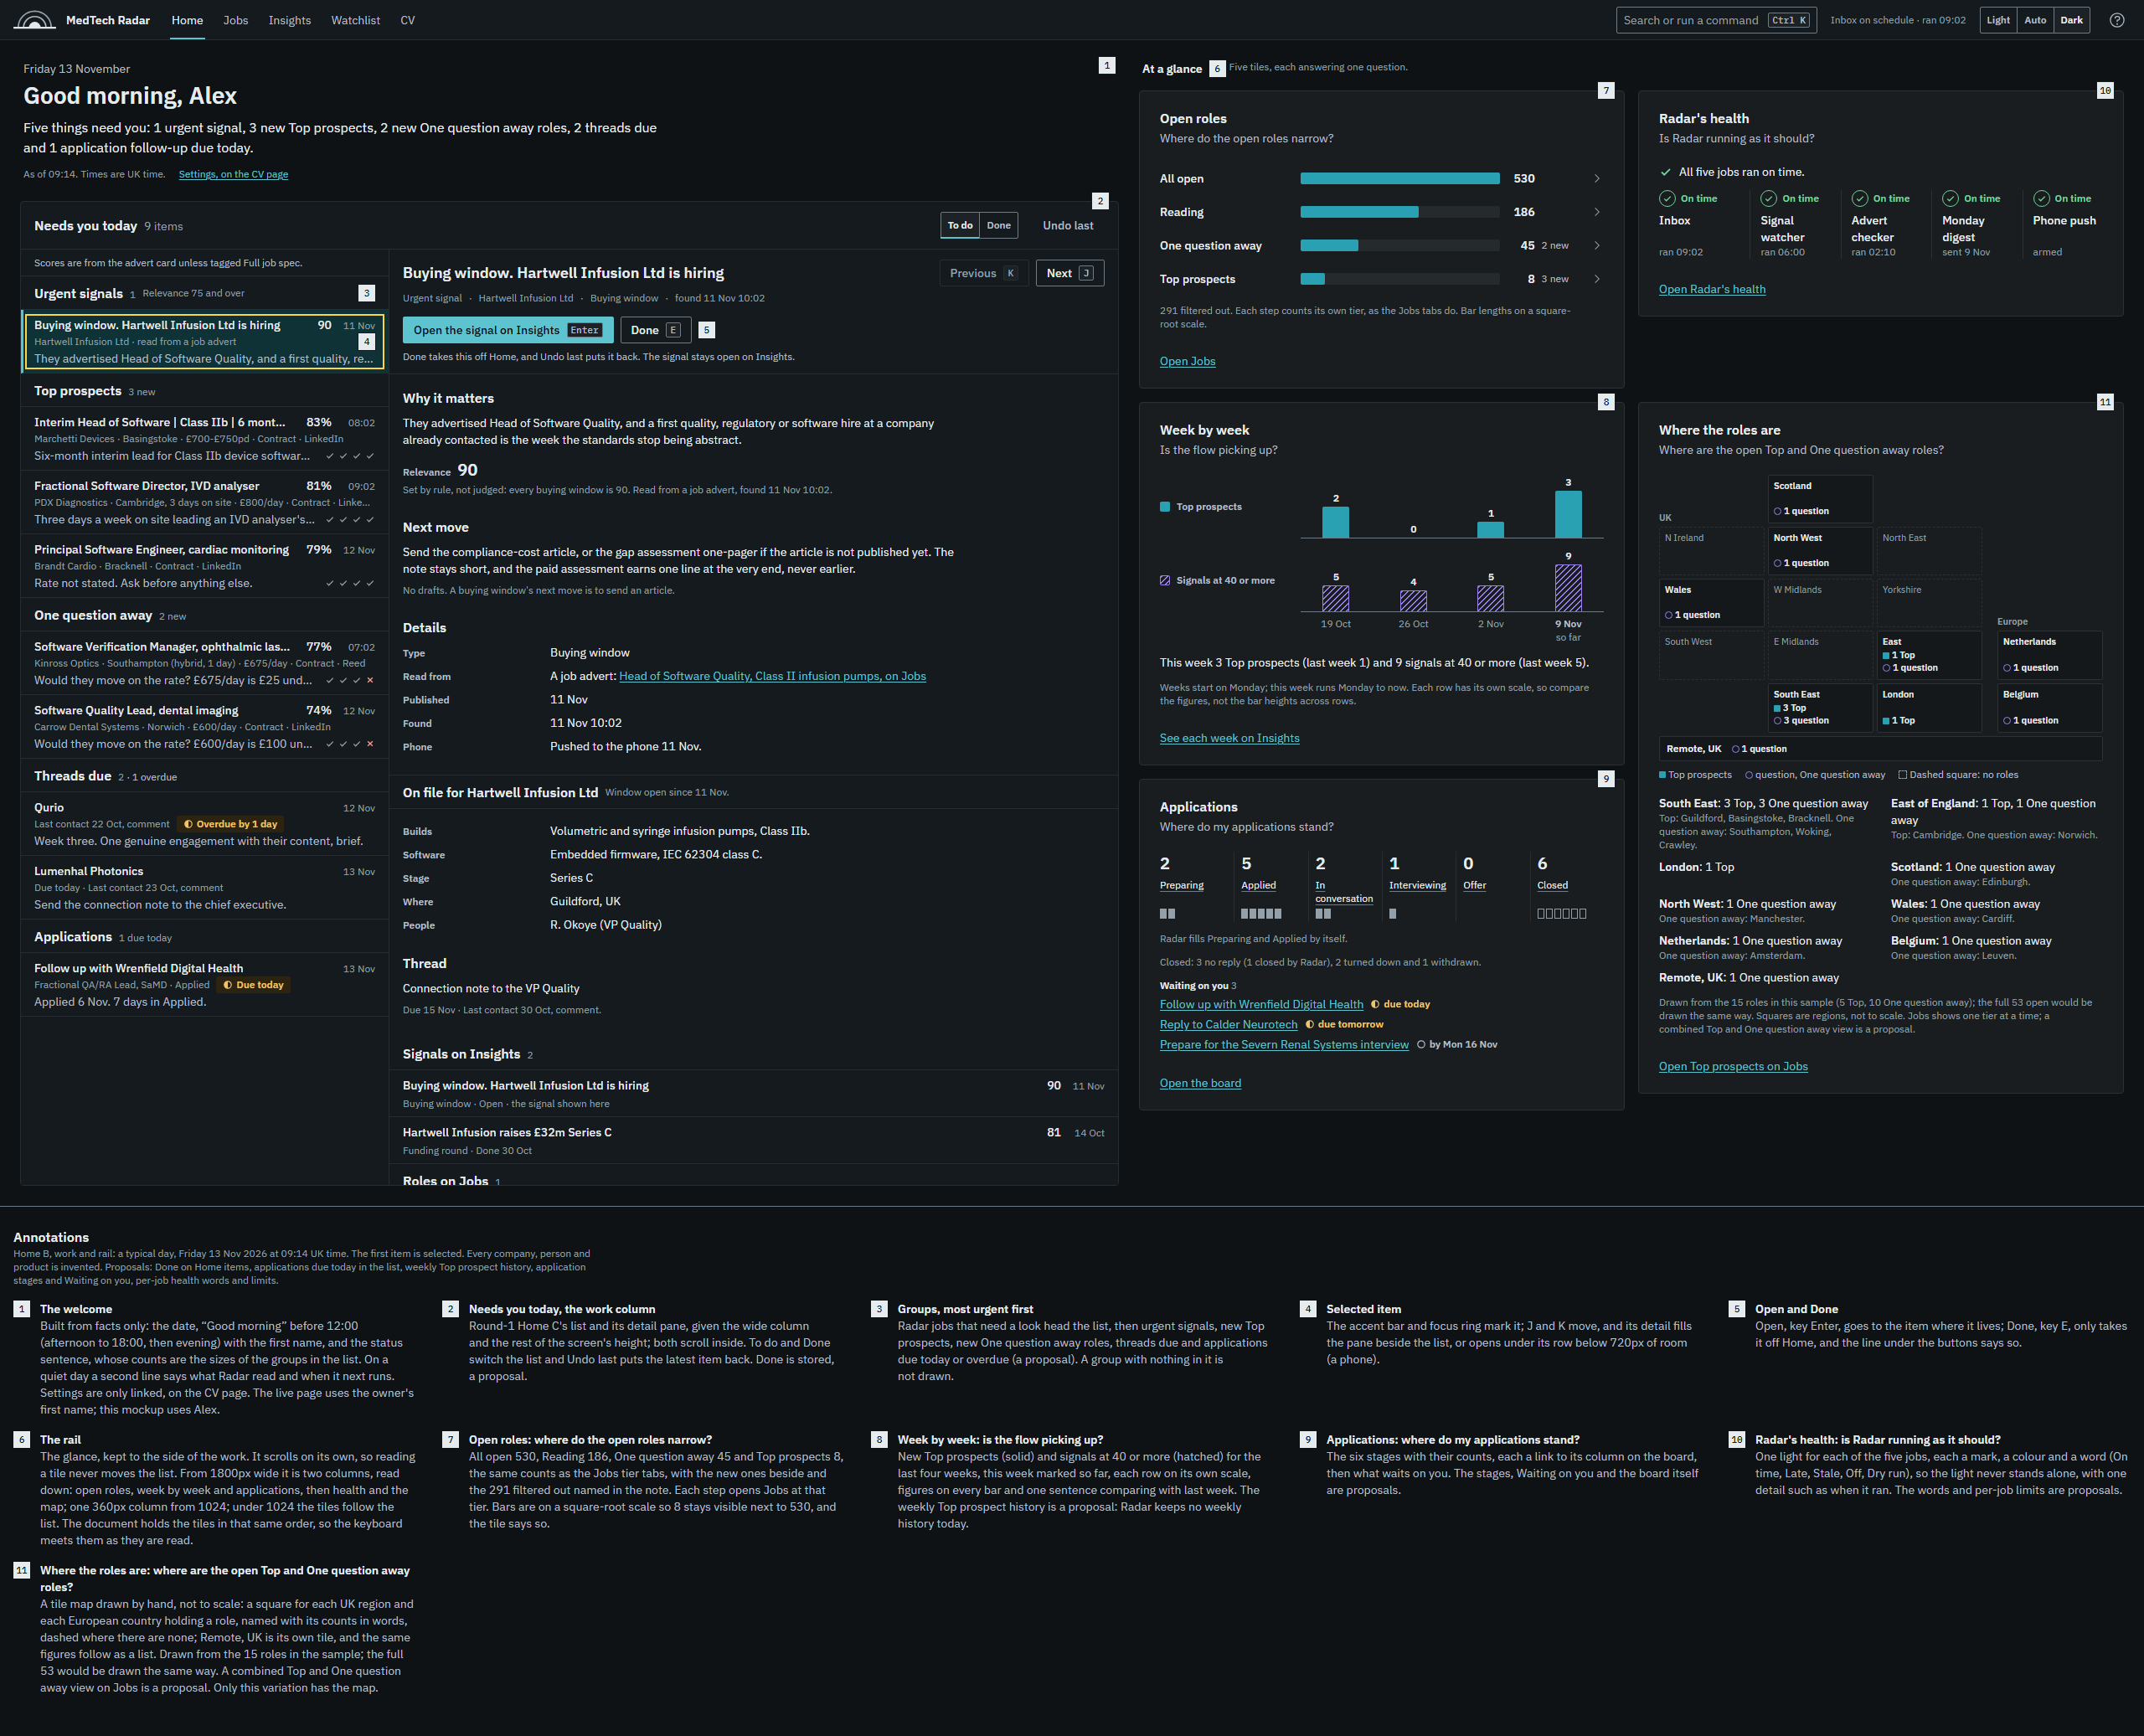 MedTech Radar
Home
Jobs
Insights
Watchlist
CV
Search or run a command Ctrl K
Inbox on schedule · ran 09:02
Light Auto Dark
Friday 13 November
1
Good morning, Alex
Five things need you: 1 urgent signal, 3 new Top prospects, 2 new One question away roles, 2 threads due
and 1 application follow-up due today.
As of 09:14. Times are UK time. Settings, on the CV page
2
Needs you today 9 items
To do Done
Undo last
Scores are from the advert card unless tagged Full job spec.
Urgent signals 1 Relevance 75 and over
3
Buying window. Hartwell Infusion Ltd is hiring 90 11 Nov
Hartwell Infusion Ltd · read from a job advert
4
They advertised Head of Software Quality, and a first quality, re...
Top prospects 3 new
Interim Head of Software | Class IIb | 6 mont... 83% 08:02
Marchetti Devices · Basingstoke · £700-£750pd · Contract · LinkedIn
Six-month interim lead for Class IIb device softwar...
Fractional Software Director, IVD analyser 81% 09:02
PDX Diagnostics · Cambridge, 3 days on site · £800/day · Contract · Linke...
Three days a week on site leading an IVD analyser's...
Principal Software Engineer, cardiac monitoring 79% 12 Nov
Brandt Cardio · Bracknell · Contract · LinkedIn
Rate not stated. Ask before anything else.
One question away 2 new
Software Verification Manager, ophthalmic las... 77% 07:02
Kinross Optics · Southampton (hybrid, 1 day) · £675/day · Contract · Reed
Would they move on the rate? £675/day is £25 und...
Software Quality Lead, dental imaging 74% 12 Nov
Carrow Dental Systems · Norwich · £600/day · Contract · LinkedIn
Would they move on the rate? £600/day is £100 un...
Threads due 2 · 1 overdue
Qurio 12 Nov
Last contact 22 Oct, comment Overdue by 1 day
Week three. One genuine engagement with their content, brief.
Lumenhal Photonics 13 Nov
Due today · Last contact 23 Oct, comment
Send the connection note to the chief executive.
Applications 1 due today
Follow up with Wrenfield Digital Health 13 Nov
Fractional QA/RA Lead, SaMD · Applied Due today
Applied 6 Nov. 7 days in Applied.
Buying window. Hartwell Infusion Ltd is hiring
Previous K
Next J
Urgent signal · Hartwell Infusion Ltd · Buying window · found 11 Nov 10:02
Open the signal on Insights Enter
Done E
5
Done takes this off Home, and Undo last puts it back. The signal stays open on Insights.
Why it matters
They advertised Head of Software Quality, and a first quality, regulatory or software hire at a company
already contacted is the week the standards stop being abstract.
Relevance 90
Set by rule, not judged: every buying window is 90. Read from a job advert, found 11 Nov 10:02.
Next move
Send the compliance-cost article, or the gap assessment one-pager if the article is not published yet. The
note stays short, and the paid assessment earns one line at the very end, never earlier.
No drafts. A buying window's next move is to send an article.
Details
Type Buying window
Read from A job advert: Head of Software Quality, Class II infusion pumps, on Jobs
Published 11 Nov
Found 11 Nov 10:02
Phone Pushed to the phone 11 Nov.
On file for Hartwell Infusion Ltd Window open since 11 Nov.
Builds Volumetric and syringe infusion pumps, Class IIb.
Software Embedded firmware, IEC 62304 class C.
Stage Series C
Where Guildford, UK
People R. Okoye (VP Quality)
Thread
Connection note to the VP Quality
Due 15 Nov · Last contact 30 Oct, comment.
Signals on Insights 2
Buying window. Hartwell Infusion Ltd is hiring 90 11 Nov
Buying window · Open · the signal shown here
Hartwell Infusion raises £32m Series C 81 14 Oct
Funding round · Done 30 Oct
Roles on Jobs 1
At a glance 6 Five tiles, each answering one question.
7
Open roles
Where do the open roles narrow?
All open 530
Reading 186
One question away 45 2 new
Top prospects 8 3 new
291 filtered out. Each step counts its own tier, as the Jobs tabs do. Bar lengths on a square-
root scale.
Open Jobs
8
Week by week
Is the flow picking up?
Top prospects
2
0
1
3
Signals at 40 or more
5
4
5
9
19 Oct
26 Oct
2 Nov
9 Nov
so far
This week 3 Top prospects (last week 1) and 9 signals at 40 or more (last week 5).
Weeks start on Monday; this week runs Monday to now. Each row has its own scale, so compare
the figures, not the bar heights across rows.
See each week on Insights
9
Applications
Where do my applications stand?
2
Preparing
5
Applied
2
In
conversation
1
Interviewing
0
Offer
6
Closed
Radar fills Preparing and Applied by itself.
Closed: 3 no reply (1 closed by Radar), 2 turned down and 1 withdrawn.
Waiting on you 3
Follow up with Wrenfield Digital Health due today
Reply to Calder Neurotech due tomorrow
Prepare for the Severn Renal Systems interview by Mon 16 Nov
Open the board
10
Radar's health
Is Radar running as it should?
All five jobs ran on time.
On time
Inbox
ran 09:02
On time
Signal
watcher
ran 06:00
On time
Advert
checker
ran 02:10
On time
Monday
digest
sent 9 Nov
On time
Phone push
armed
Open Radar's health
11
Where the roles are
Where are the open Top and One question away roles?
Scotland
1 question
UK
N Ireland
North West
1 question
North East
Wales
1 question
W Midlands
Yorkshire
Europe
South West
E Midlands
East
1 Top
1 question
Netherlands
1 question
South East
3 Top
3 question
London
1 Top
Belgium
1 question
Remote, UK 1 question
Top prospects question, One question away Dashed square: no roles
South East: 3 Top, 3 One question away
Top: Guildford, Basingstoke, Bracknell. One
question away: Southampton, Woking,
Crawley.
East of England: 1 Top, 1 One question
away
Top: Cambridge. One question away: Norwich.
London: 1 Top
Scotland: 1 One question away
One question away: Edinburgh.
North West: 1 One question away
One question away: Manchester.
Wales: 1 One question away
One question away: Cardiff.
Netherlands: 1 One question away
One question away: Amsterdam.
Belgium: 1 One question away
One question away: Leuven.
Remote, UK: 1 One question away
Drawn from the 15 roles in this sample (5 Top, 10 One question away); the full 53 open would be
drawn the same way. Squares are regions, not to scale. Jobs shows one tier at a time; a
combined Top and One question away view is a proposal.
Open Top prospects on Jobs
Annotations
Home B, work and rail: a typical day, Friday 13 Nov 2026 at 09:14 UK time. The first item is selected. Every company, person and
product is invented. Proposals: Done on Home items, applications due today in the list, weekly Top prospect history, application
stages and Waiting on you, per-job health words and limits.
1 The welcome
Built from facts only: the date, “Good morning” before 12:00
(afternoon to 18:00, then evening) with the first name, and the status
sentence, whose counts are the sizes of the groups in the list. On a
quiet day a second line says what Radar read and when it next runs.
Settings are only linked, on the CV page. The live page uses the owner's
first name; this mockup uses Alex.
2 Needs you today, the work column
Round-1 Home C's list and its detail pane, given the wide column
and the rest of the screen's height; both scroll inside. To do and Done
switch the list and Undo last puts the latest item back. Done is stored,
a proposal.
3 Groups, most urgent first
Radar jobs that need a look head the list, then urgent signals, new Top
prospects, new One question away roles, threads due and applications
due today or overdue (a proposal). A group with nothing in it is
not drawn.
4 Selected item
The accent bar and focus ring mark it; J and K move, and its detail fills
the pane beside the list, or opens under its row below 720px of room
(a phone).
5 Open and Done
Open, key Enter, goes to the item where it lives; Done, key E, only takes
it off Home, and the line under the buttons says so.
6 The rail
The glance, kept to the side of the work. It scrolls on its own, so reading
a tile never moves the list. From 1800px wide it is two columns, read
down: open roles, week by week and applications, then health and the
map; one 360px column from 1024; under 1024 the tiles follow the
list. The document holds the tiles in that same order, so the keyboard
meets them as they are read.
7 Open roles: where do the open roles narrow?
All open 530, Reading 186, One question away 45 and Top prospects 8,
the same counts as the Jobs tier tabs, with the new ones beside and
the 291 filtered out named in the note. Each step opens Jobs at that
tier. Bars are on a square-root scale so 8 stays visible next to 530, and
the tile says so.
8 Week by week: is the flow picking up?
New Top prospects (solid) and signals at 40 or more (hatched) for the
last four weeks, this week marked so far, each row on its own scale,
figures on every bar and one sentence comparing with last week. The
weekly Top prospect history is a proposal: Radar keeps no weekly
history today.
9 Applications: where do my applications stand?
The six stages with their counts, each a link to its column on the board,
then what waits on you. The stages, Waiting on you and the board itself
are proposals.
10 Radar's health: is Radar running as it should?
One light for each of the five jobs, each a mark, a colour and a word (On
time, Late, Stale, Off, Dry run), so the light never stands alone, with one
detail such as when it ran. The words and per-job limits are proposals.
11 Where the roles are: where are the open Top and One question away
roles?
A tile map drawn by hand, not to scale: a square for each UK region and
each European country holding a role, named with its counts in words,
dashed where there are none; Remote, UK is its own tile, and the same
figures follow as a list. Drawn from the 15 roles in the sample; the full
53 would be drawn the same way. A combined Top and One question
away view on Jobs is a proposal. Only this variation has the map.